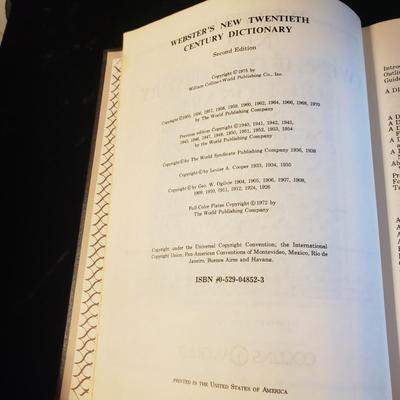 WEBSTER'S NEW TWENTIETH
CENTURY DICTIONARY
Second Edition
Copyright © 1975 by
William Collins+World Publishing Co., Inc.
Copyright © 1955, 1956, 1957, 1958, 1959, 1960, 1962, 1964, 1968, 1969, 1970
by The World Publishing Company
Previous edition Copyright © 1940, 1941, 1942, 1943,
1945, 1946, 1947, 1949, 1950, 1951, 1952, 1953, 1954
by the World Publishing Company
Copyright © by The World Syndicate Publishing Company 1936, 1938
Copyright © by Louise A. Cooper 1933, 1934, 1935
Copyright © by Geo. W. Ogilvie 1904, 1905, 1906, 1907, 1908,
1909, 1910, 1911, 1912, 1924, 1926
Full-Color Plates Copyright © 1972 by
The World Publishing Company
Copyright under the Universal Copyright Convention; the International
Copyright Union; Pan-American Conventions of Montevideo, Mexico, Rio de
Janeiro, Buenos Aires and Havana.
ISBN #0-529-04852-3
PRINTED IN THE UNITED STATES OF AMERICA